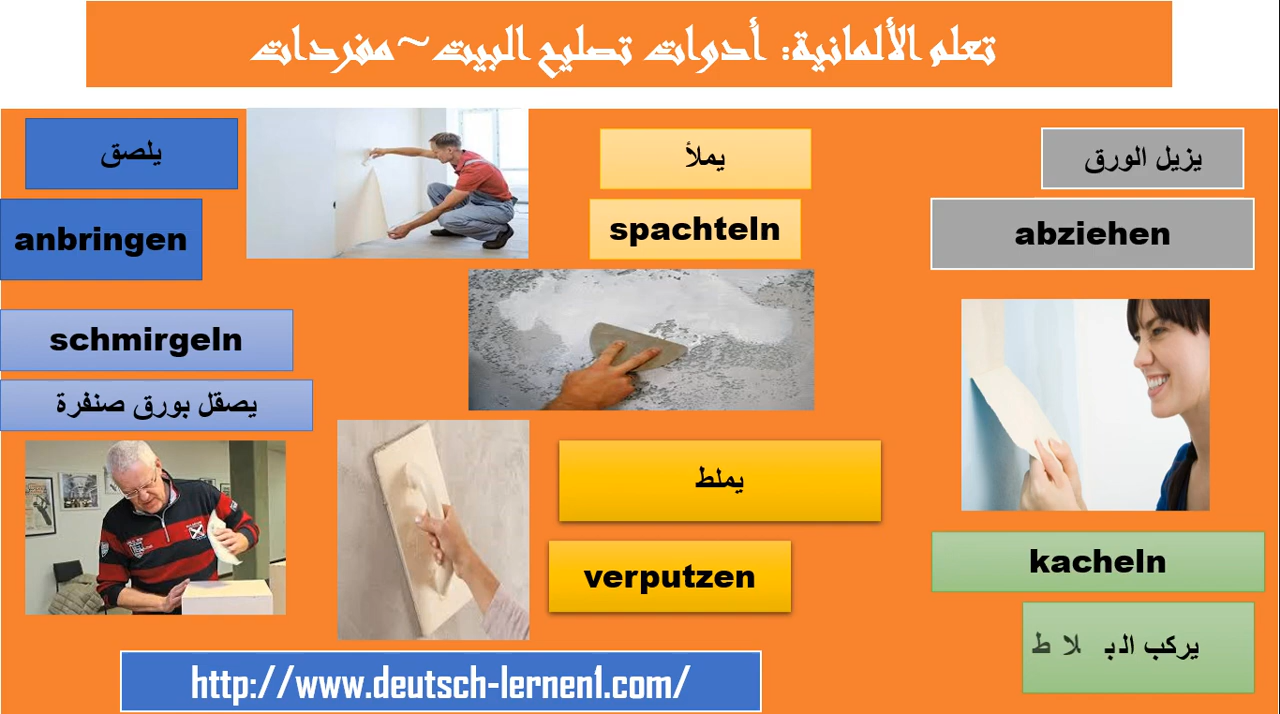 تعلم الألمانية: أدوات تصليح البيت~مفردات
يلصق
anbringen
يملأ
spachteln
يزيل الورق
abziehen
schmirgeln
يصقل بورق صنفرة
يملط
verputzen
kacheln
يركب البلاط
http://www.deutsch-lernen1.com/